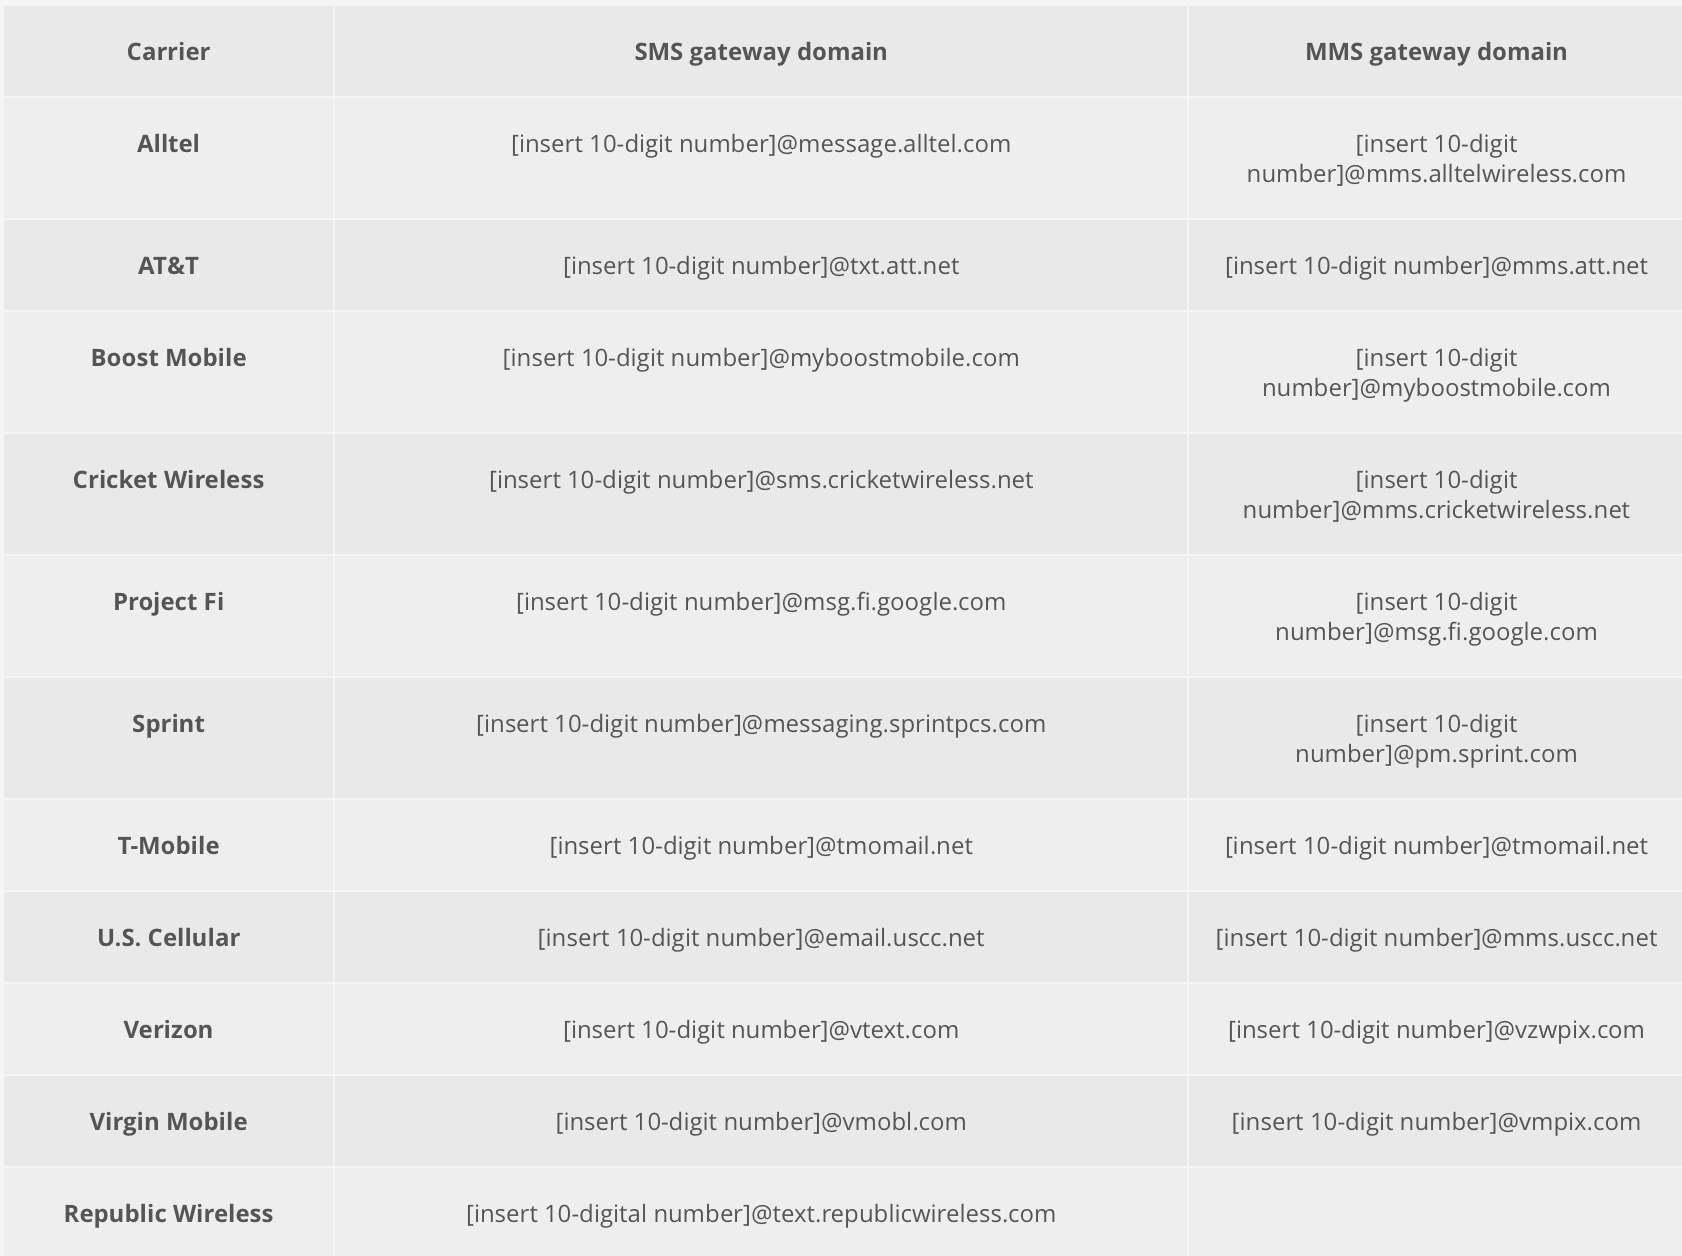 Carrier SMS gateway domain MMS gateway domain
Alltel [insert 10-digit number]@message.alltel.com [insert 10-digit
number]@mms.alltelwireless.com
AT&T [insert 10-digit number]@txt.att.net [insert 10-digit number]@mms.att.net
Boost Mobile [insert 10-digit number]@myboostmobile.com [insert 10-digit
number]@myboostmobile.com
Cricket Wireless [insert 10-digit number]@sms.cricketwireless.net [insert 10-digit
number]@mms.cricketwireless.net
Project Fi [insert 10-digit number]@msg.fi.google.com [insert 10-digit
number]@msg.fi.google.com
Sprint [insert 10-digit number]@messaging.sprintpcs.com [insert 10-digit
number]@pm.sprint.com
T-Mobile [insert 10-digit number]@tmomail.net [insert 10-digit number]@tmomail.net
U.S. Cellular [insert 10-digit number]@email.uscc.net [insert 10-digit number]@mms.uscc.net
Verizon [insert 10-digit number]@vtext.com [insert 10-digit number]@vzwpix.com
Virgin Mobile [insert 10-digit number]@vmobl.com [insert 10-digit number]@vmpix.com
Republic Wireless [insert 10-digital number]@text.republicwireless.com